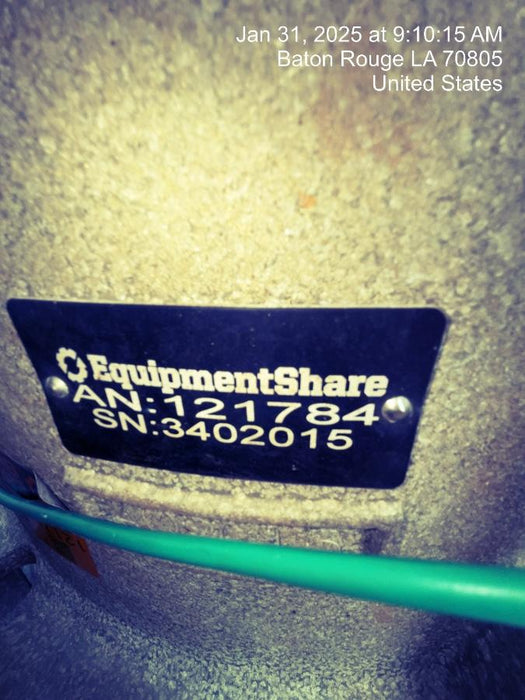 Jan 31, 2025 at 9:10:15 AM
Baton Rouge LA 70805
United States
EquipmentShare
AN:121784
SN:3402015